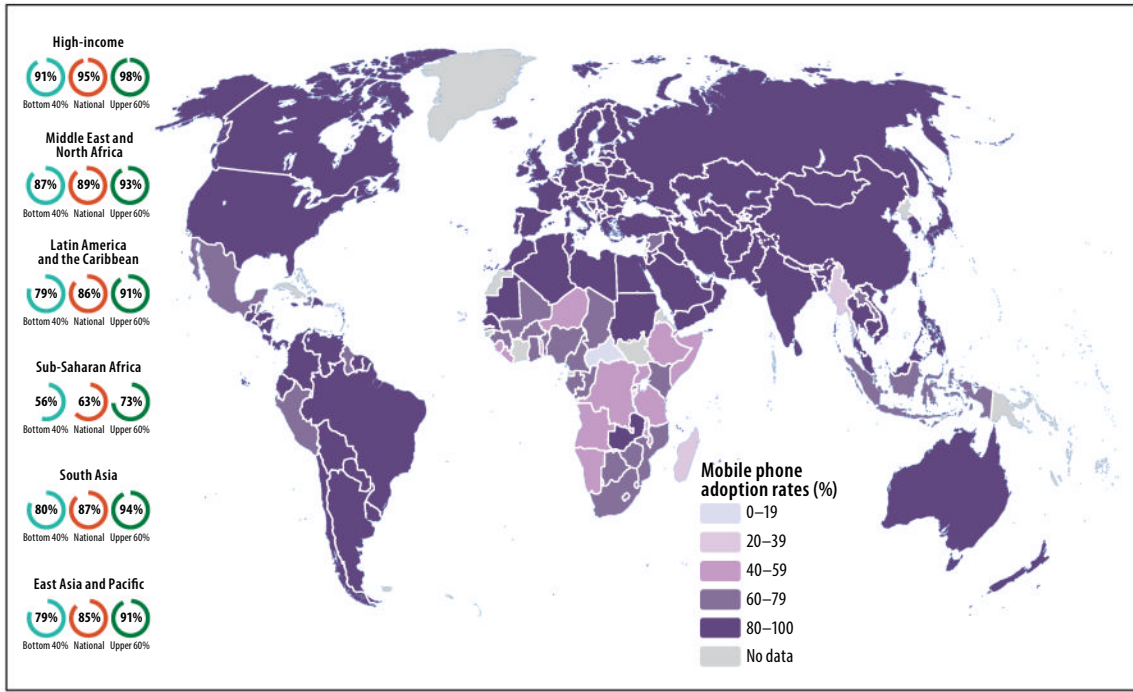 High-income
91% 95% 98%
Bottom 40% National Upper 60%
Middle East and
North Africa
87% 89% 93%
Bottom 40% National Upper 60%
Latin America
and the Caribbean
79% 86% 91%
Bottom 40% National Upper 60%
Sub-Saharan Africa
56% 63% 73%
Bottom 40% National Upper 60%
South Asia
80% 87% 94%
Bottom 40% National Upper 60%
East Asia and Pacific
79% 85% 91%
Bottom 40% National Upper 60%
Mobile phone
adoption rates (%)
0–19
20–39
40–59
60–79
80–100
No data